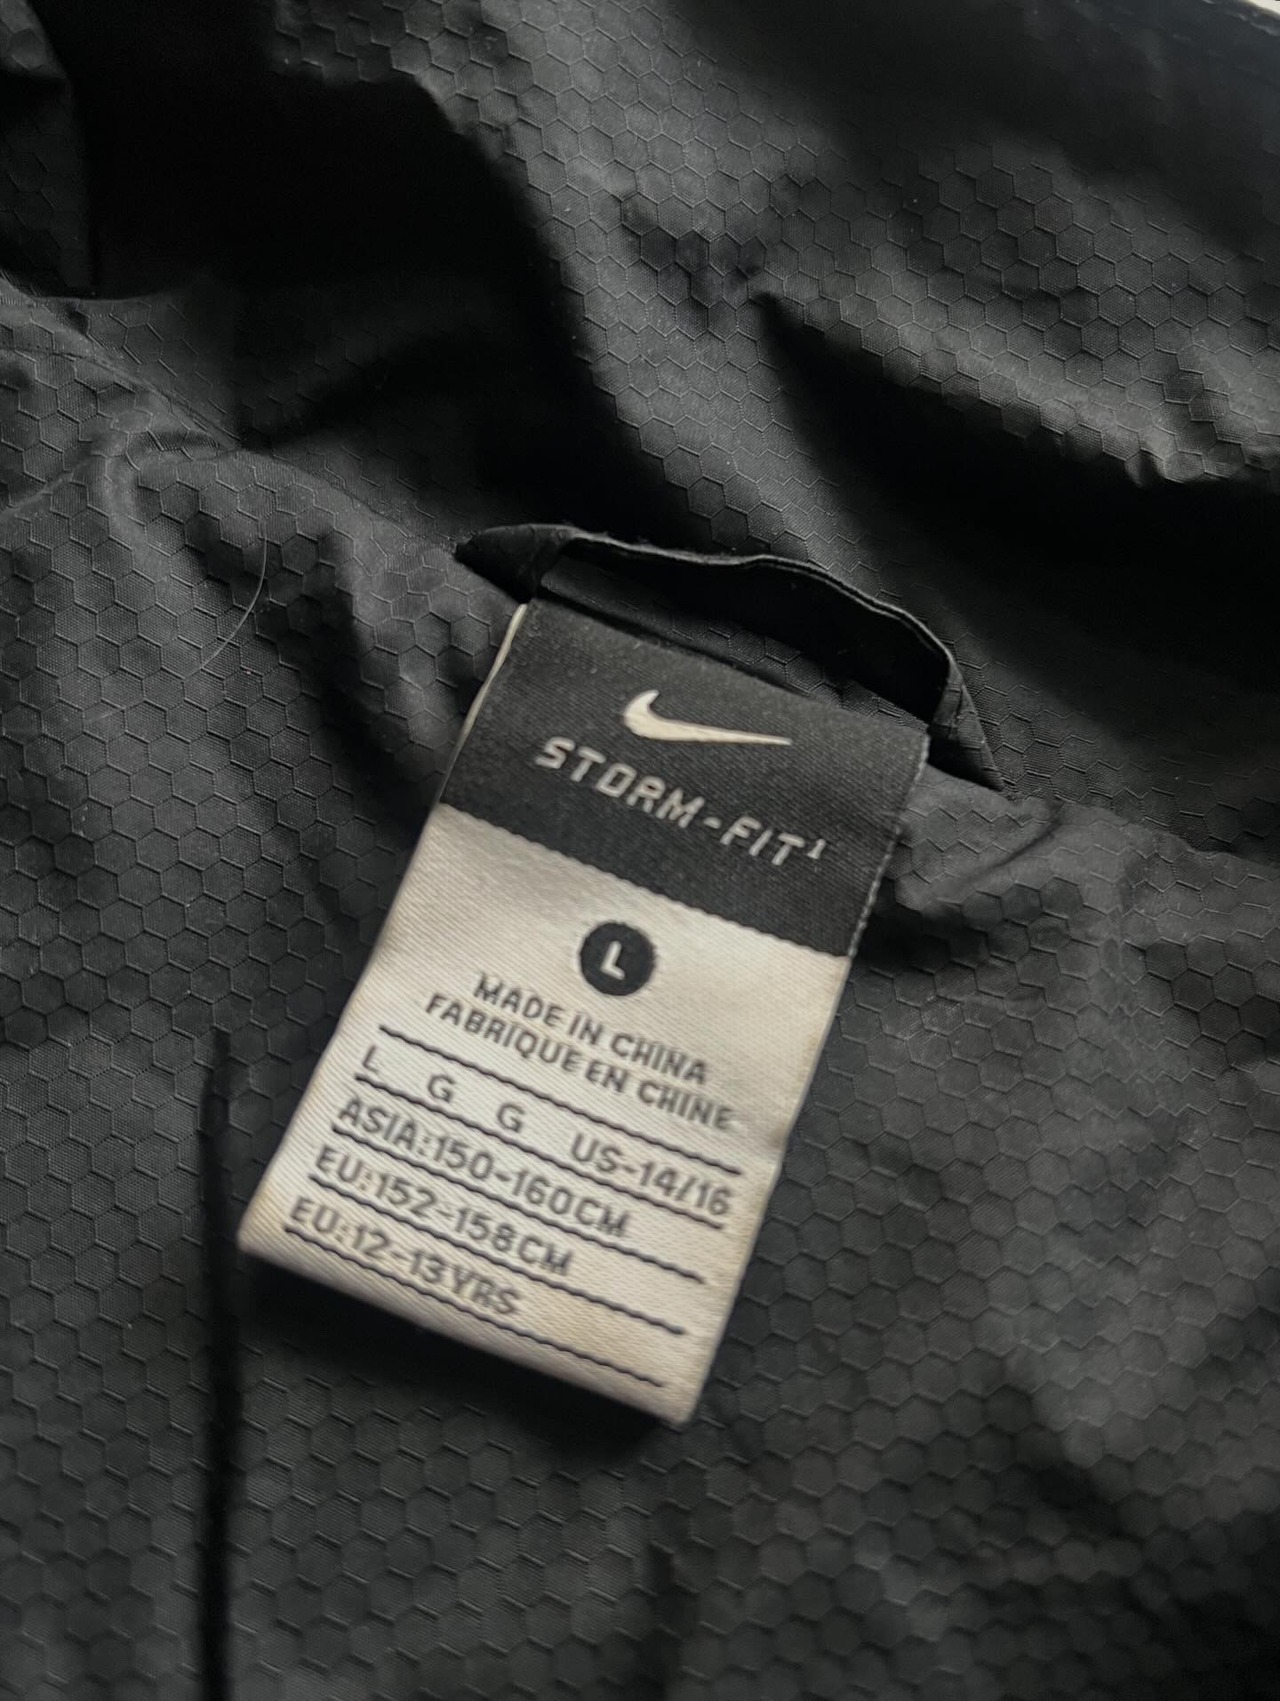 STORM-FIT¹
L
MADE IN CHINA
FABRIQUE EN CHINE
L G G US-14/16
ASIA:150-160CM
EU:152-158CM
EU:12-13YRS